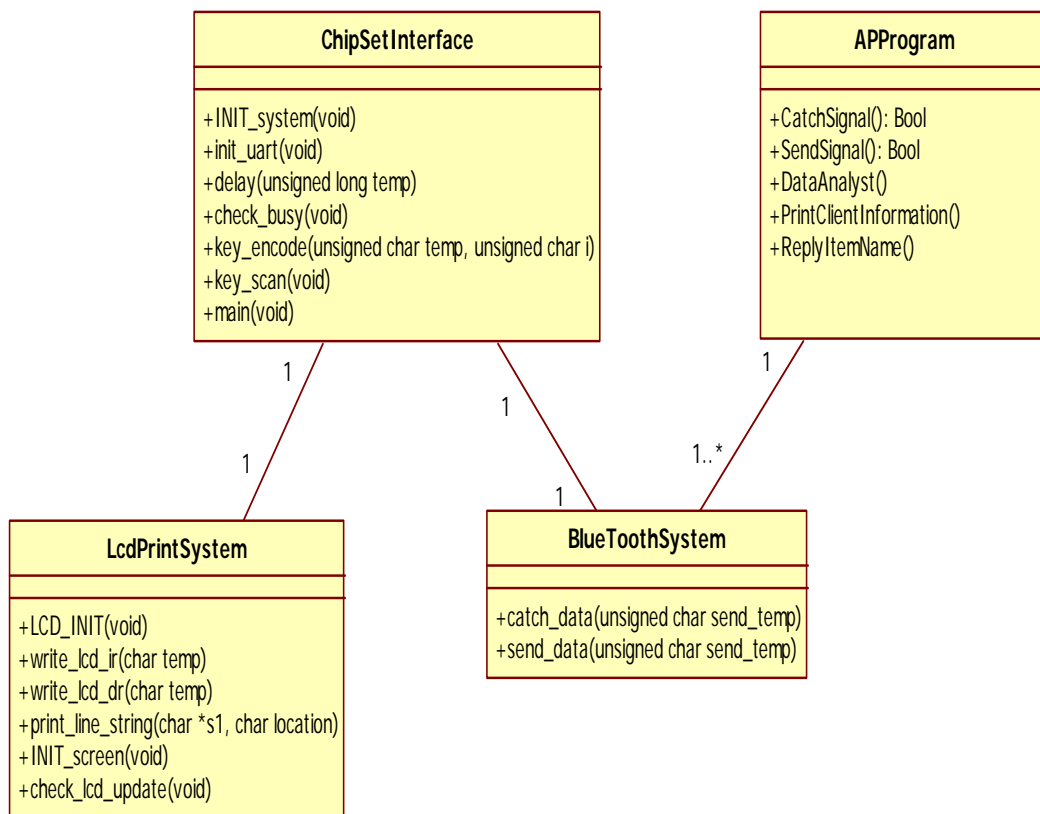 ChipSetInterface
+INIT_system(void)
+init_uart(void)
+delay(unsigned long temp)
+check_busy(void)
+key_encode(unsigned char temp, unsigned char i)
+key_scan(void)
+main(void)
APProgram
+CatchSignal(): Bool
+SendSignal(): Bool
+DataAnalyst()
+PrintClientInformation()
+ReplyItemName()
1
1
1
1
1
1..*
LcdPrintSystem
+LCD_INIT(void)
+write_lcd_ir(char temp)
+write_lcd_dr(char temp)
+print_line_string(char *s1, char location)
+INIT_screen(void)
+check_lcd_update(void)
BlueToothSystem
+catch_data(unsigned char send_temp)
+send_data(unsigned char send_temp)